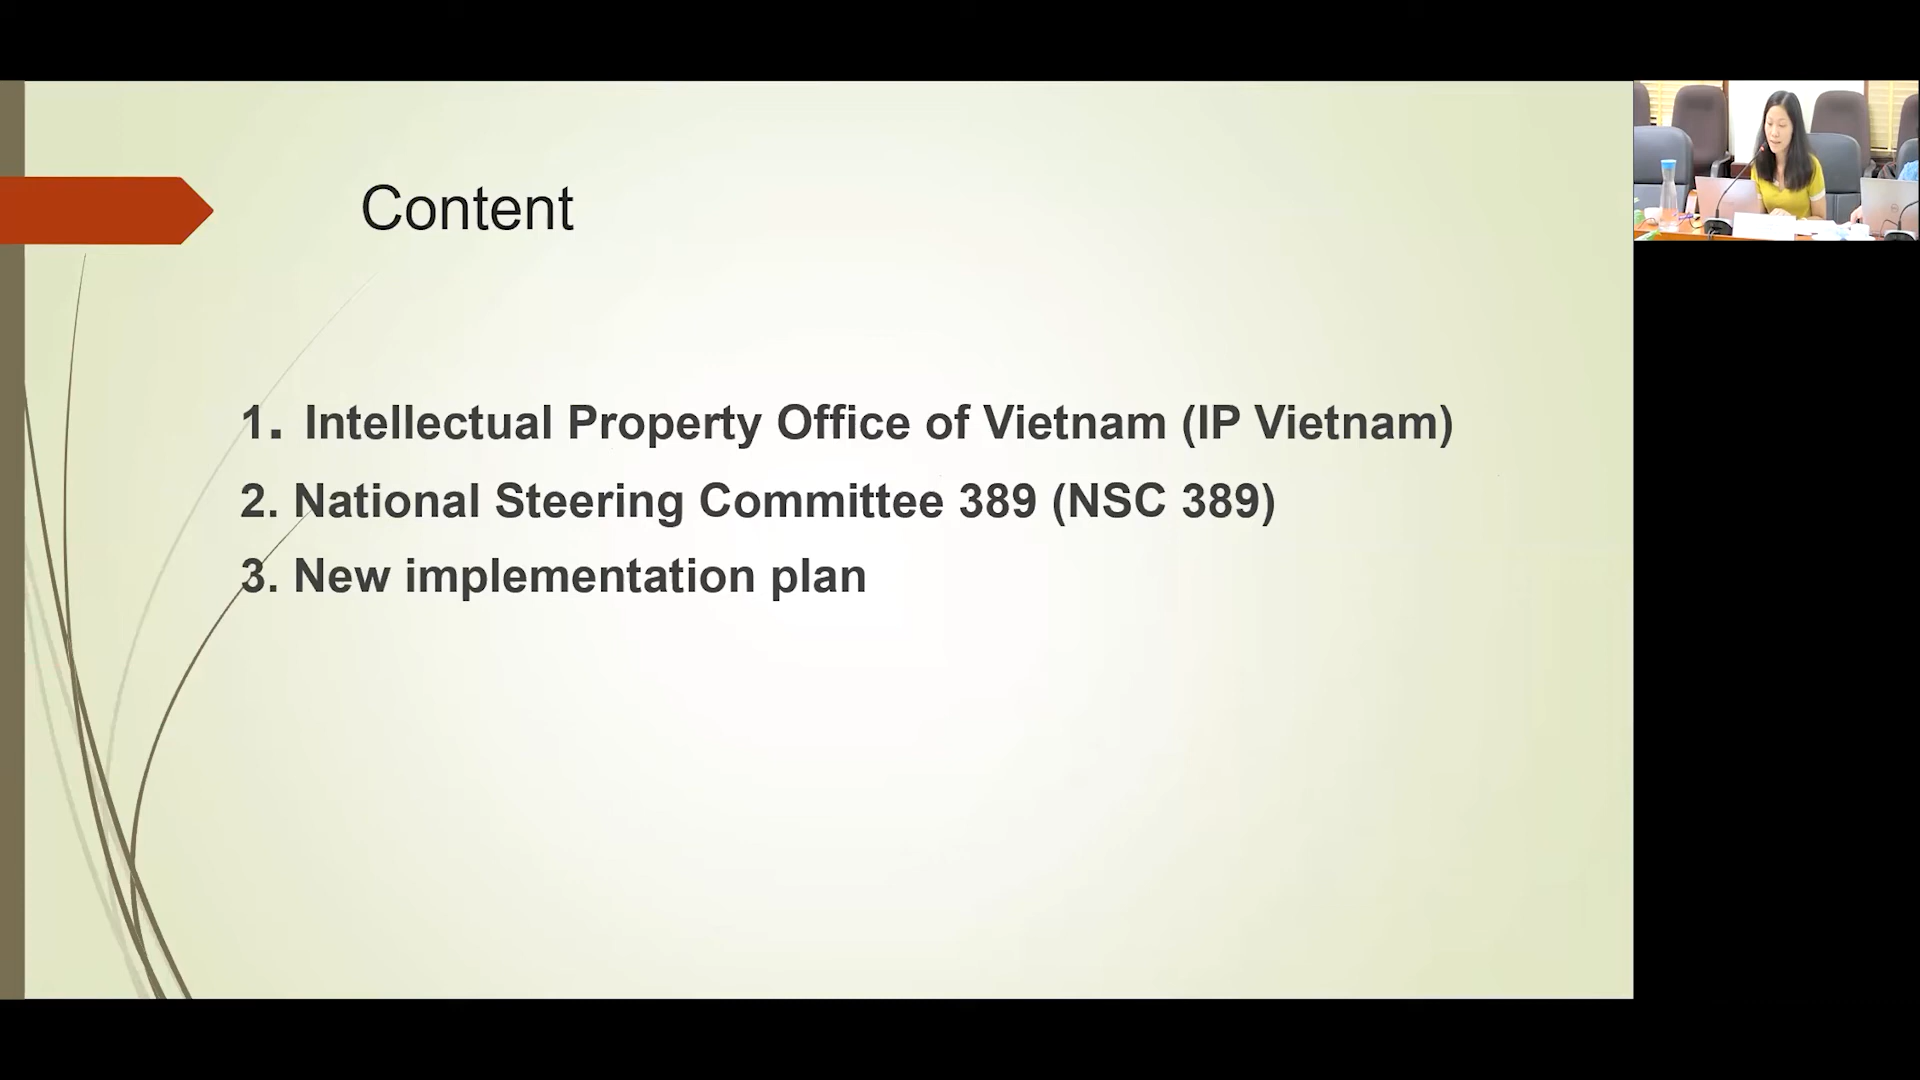 Content
1. Intellectual Property Office of Vietnam (IP Vietnam)
2. National Steering Committee 389 (NSC 389)
3. New implementation plan